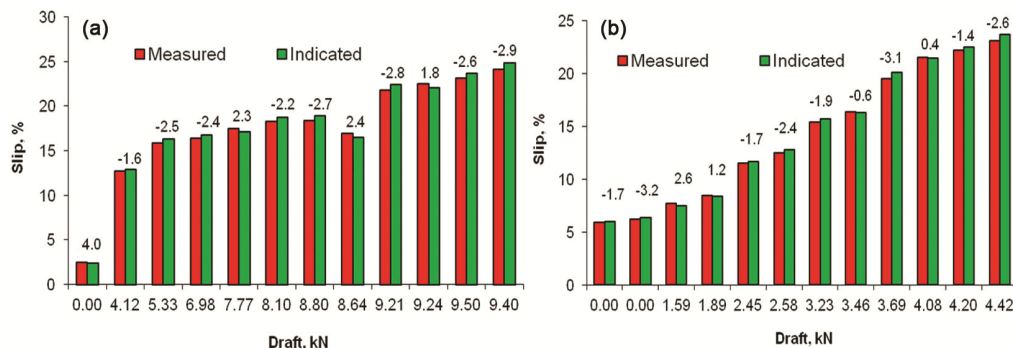 (a)
Measured Indicated
30
25
20
15
10
5
0
Slip, %
4.0 -1.6 -2.5 -2.4 2.3 -2.2 -2.7 2.4 -2.8 1.8 -2.6 -2.9
0.00 4.12 5.33 6.98 7.77 8.10 8.80 8.64 9.21 9.24 9.50 9.40
Draft, kN
(b)
Measured Indicated
25
20
15
10
5
0
Slip, %
-1.7 -3.2 2.6 1.2 -1.7 -2.4 -1.9 -0.6 -3.1 0.4 -1.4 -2.6
0.00 0.00 1.59 1.89 2.45 2.58 3.23 3.46 3.69 4.08 4.20 4.42
Draft, kN